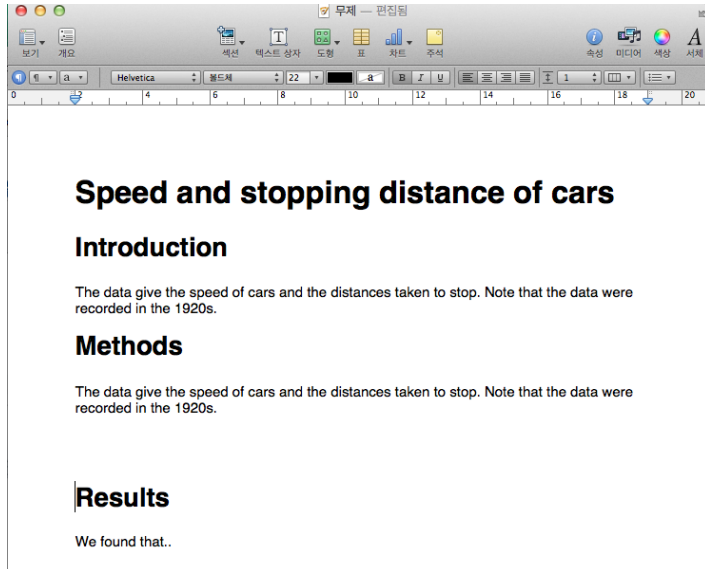 무제 — 편집됨
보기 개요 섹션 텍스트 상자 도형 표 차트 주석 속성 미디어 색상 서체
¶ a Helvetica 볼드체 22 a B I U 1
0 2 4 6 8 10 12 14 16 18 20
Speed and stopping distance of cars
Introduction
The data give the speed of cars and the distances taken to stop. Note that the data were
recorded in the 1920s.
Methods
The data give the speed of cars and the distances taken to stop. Note that the data were
recorded in the 1920s.
Results
We found that..